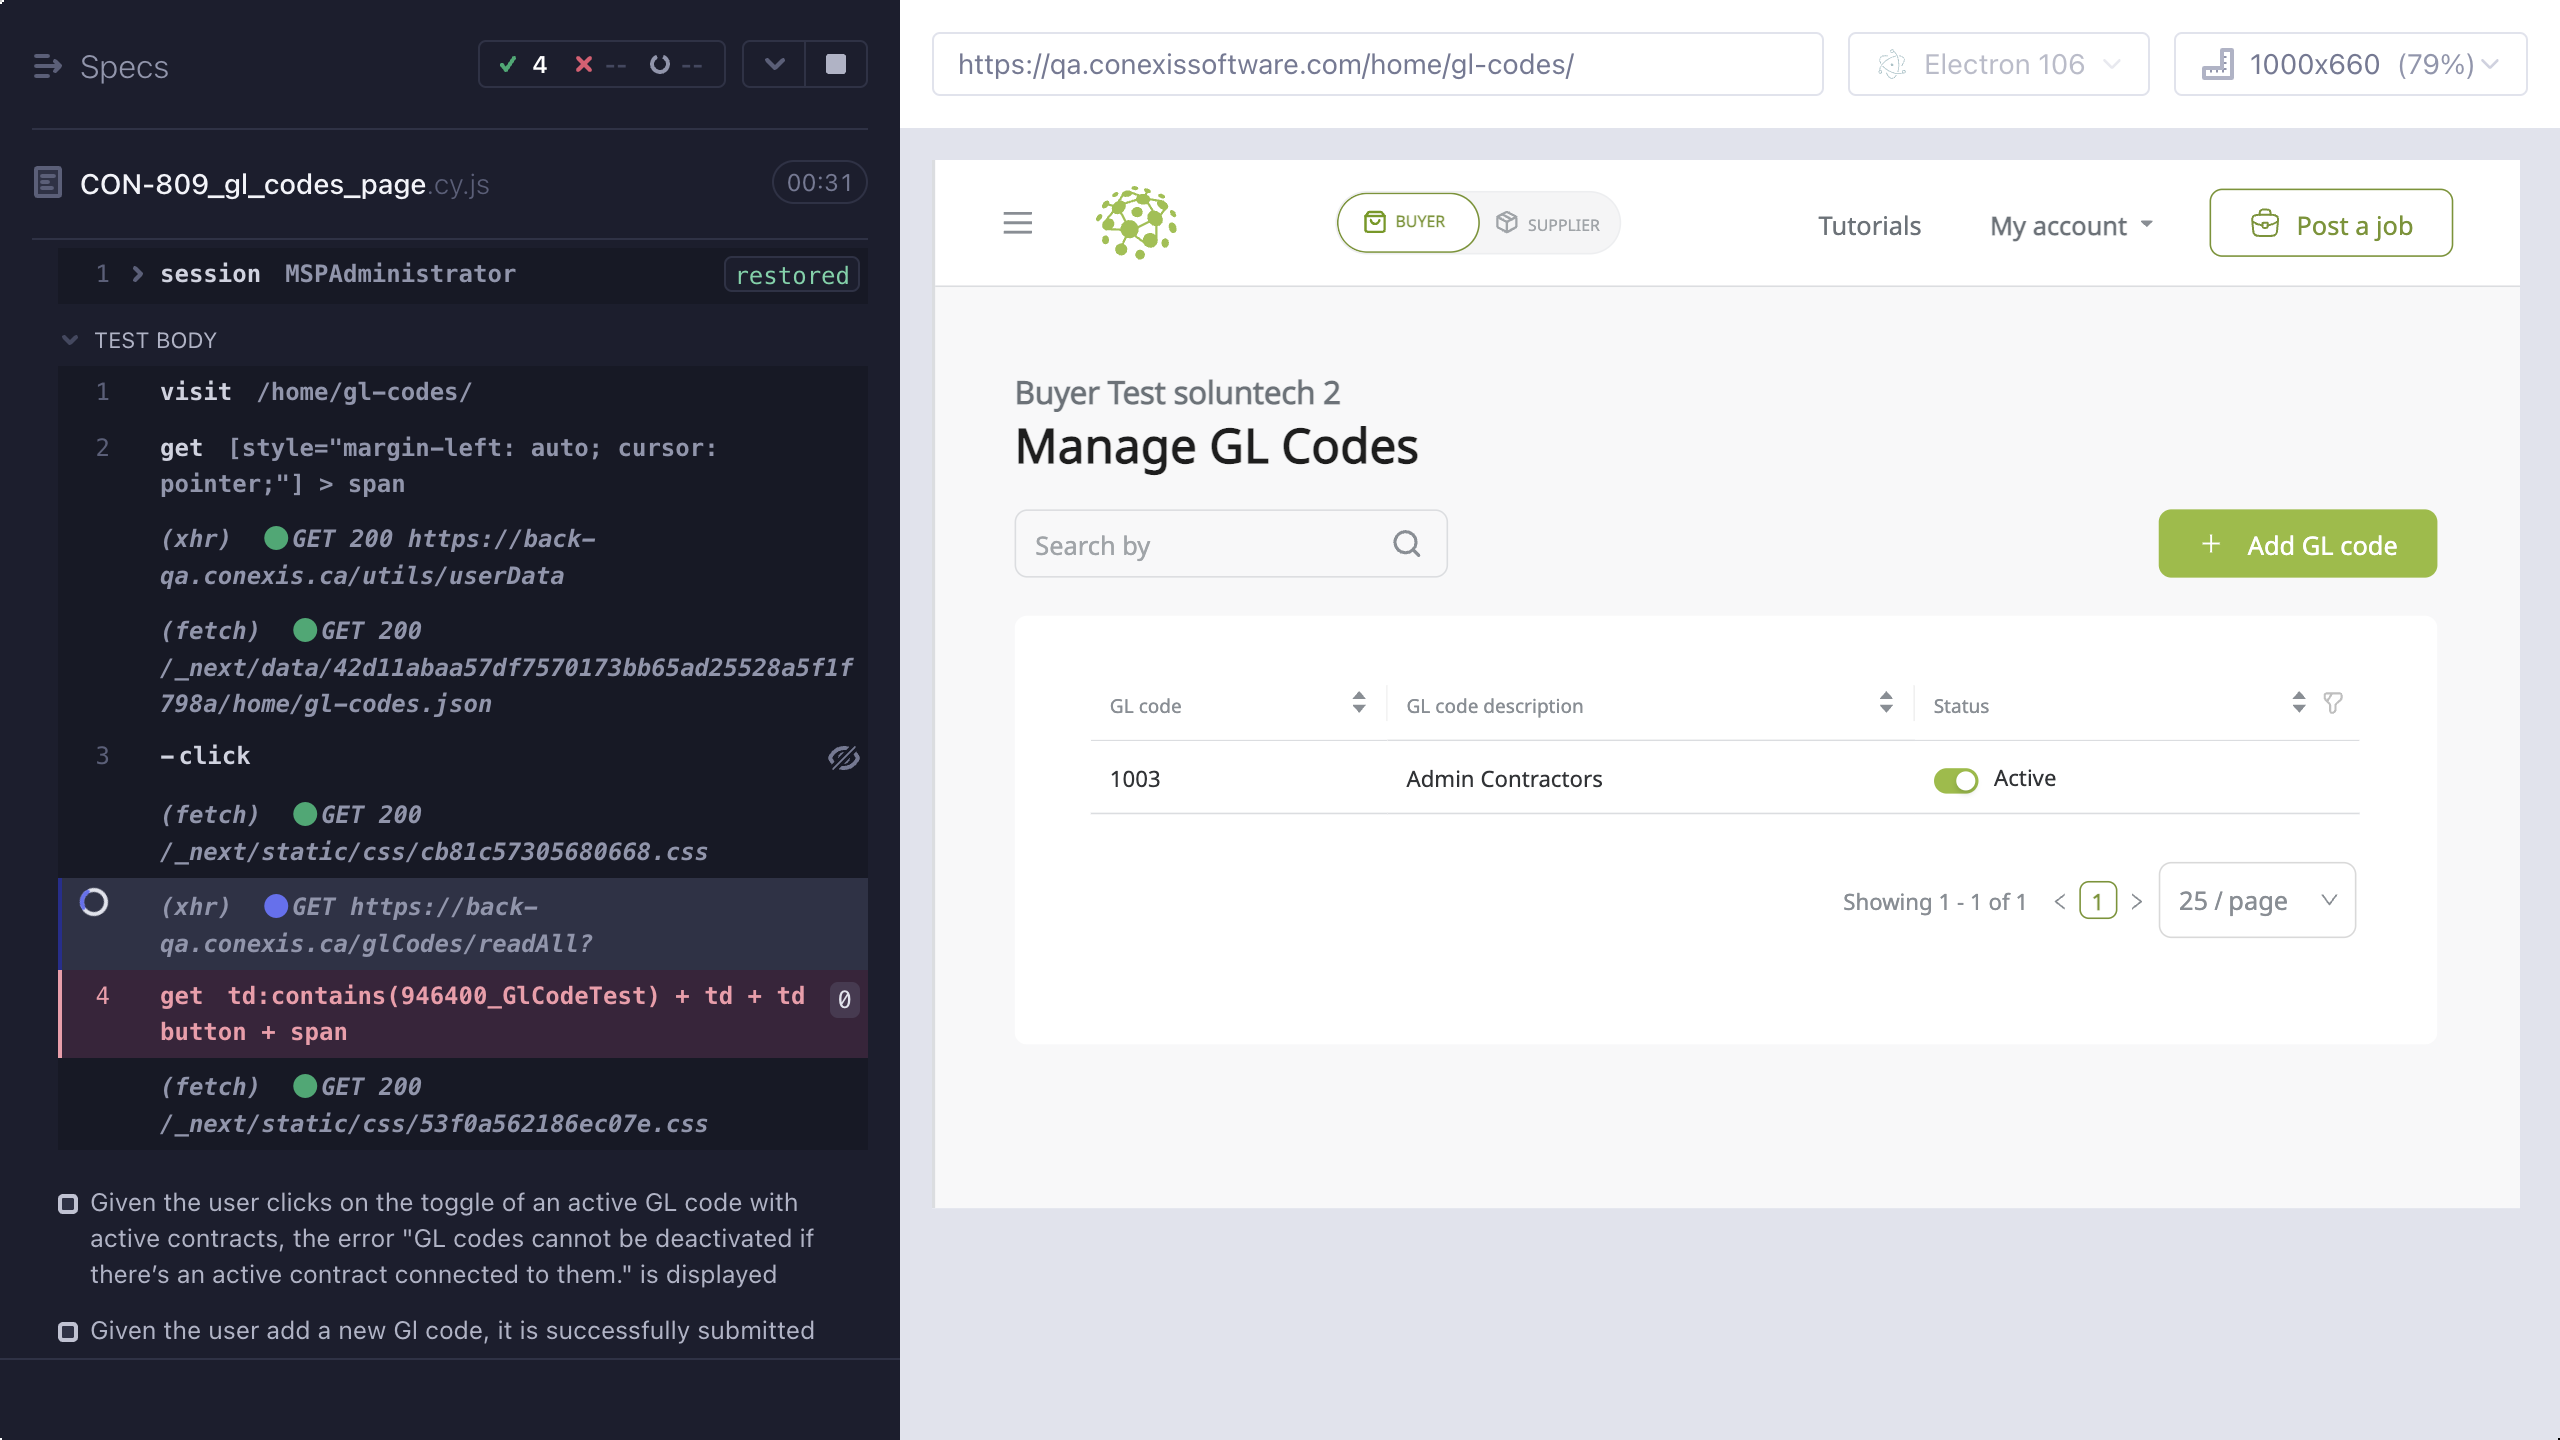 Specs
4
--
--
CON-809_gl_codes_page.cy.js
00:31
1 session MSPAdministrator restored
TEST BODY
1 visit /home/gl-codes/
2 get [style="margin-left: auto; cursor:
pointer;"] > span
(xhr) GET 200 https://back-
qa.conexis.ca/utils/userData
(fetch) GET 200
/_next/data/42d11abaa57df7570173bb65ad25528a5f1f
798a/home/gl-codes.json
3 -click
(fetch) GET 200
/_next/static/css/cb81c57305680668.css
(xhr) GET https://back-
qa.conexis.ca/glCodes/readAll?
4 get td:contains(946400_GlCodeTest) + td + td 0
button + span
(fetch) GET 200
/_next/static/css/53f0a562186ec07e.css
Given the user clicks on the toggle of an active GL code with
active contracts, the error "GL codes cannot be deactivated if
there’s an active contract connected to them." is displayed
Given the user add a new Gl code, it is successfully submitted
https://qa.conexissoftware.com/home/gl-codes/
Electron 106
1000x660 (79%)
BUYER
SUPPLIER
Tutorials
My account
Post a job
Buyer Test soluntech 2
Manage GL Codes
Search by
+ Add GL code
GL code
GL code description
Status
1003
Admin Contractors
Active
Showing 1 - 1 of 1 < 1 >
25 / page